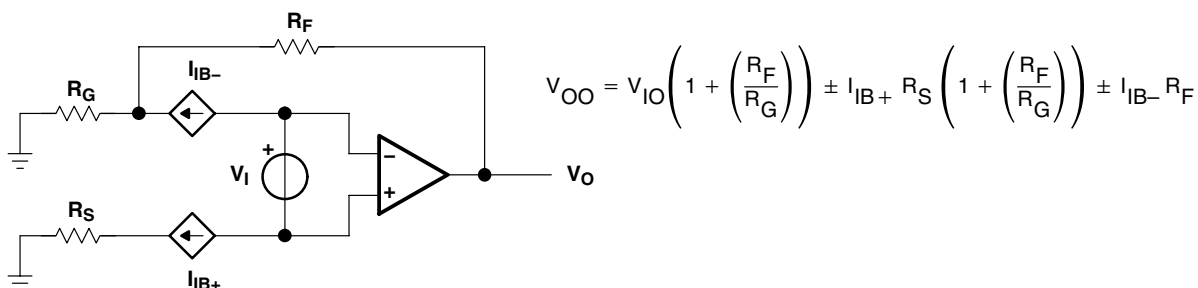 R_F
I_IB–
R_G
+
V_I
–
+
V_O
R_S
I_IB+
V_OO = V_IO(1 + (R_F/R_G)) ± I_IB+ R_S (1 + (R_F/R_G)) ± I_IB– R_F